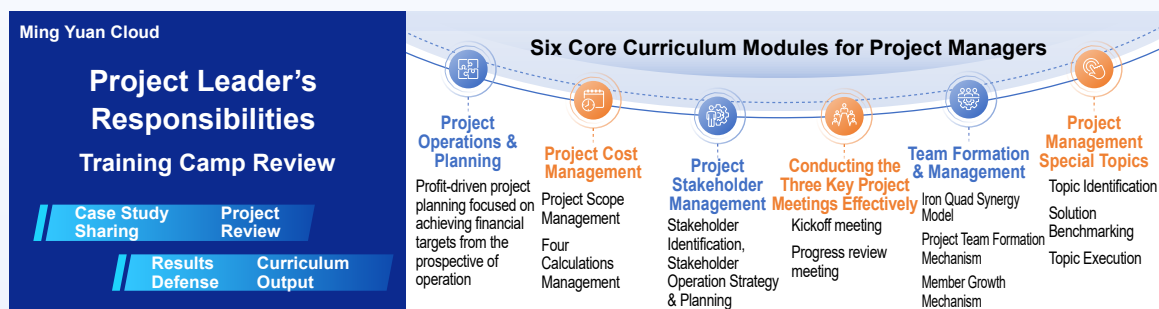 Ming Yuan Cloud
Project Leader’s
Responsibilities
Training Camp Review
Case Study
Sharing
Project
Review
Results
Defense
Curriculum
Output
Six Core Curriculum Modules for Project Managers
Project
Operations &
Planning
Profit-driven project
planning focused on
achieving financial
targets from the
prospective of
operation
Project Cost
Management
Project Scope
Management
Four
Calculations
Management
Project
Stakeholder
Management
Stakeholder
Identification,
Stakeholder
Operation Strategy
& Planning
Conducting the
Three Key Project
Meetings Effectively
Kickoff meeting
Progress review
meeting
Team Formation
& Management
Iron Quad Synergy
Model
Project Team Formation
Mechanism
Member Growth
Mechanism
Project
Management
Special Topics
Topic Identification
Solution
Benchmarking
Topic Execution